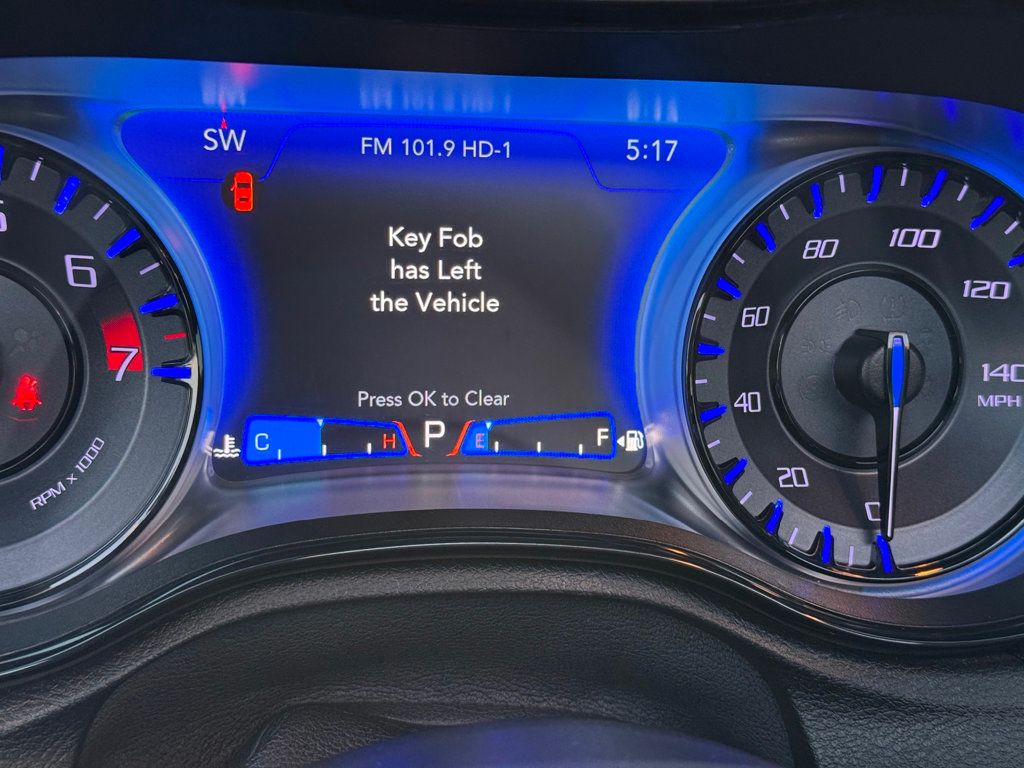 SW
FM 101.9 HD-1
5:17
Key Fob
has Left
the Vehicle
Press OK to Clear
C
H
P
E
F
6
7
RPM x 1000
0
20
40
60
80
100
120
140
MPH